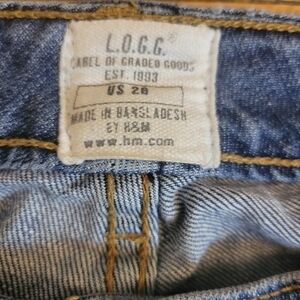 L.O.G.G.
LABEL OF GRADED GOODS
EST. 1993
US 28
MADE IN BANGLADESH
BY H&M
www.hm.com